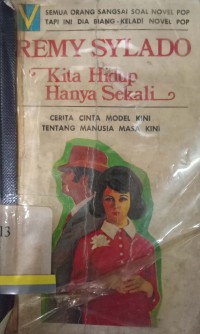 V
SEMUA ORANG SANGSAI SOAL NOVEL POP
TAPI INI DIA BIANG-KELADI NOVEL POP
REMY SYLADO
Kita Hidup
Hanya Sekali
CERITA CINTA MODEL KINI
TENTANG MANUSIA MASA KINI
13